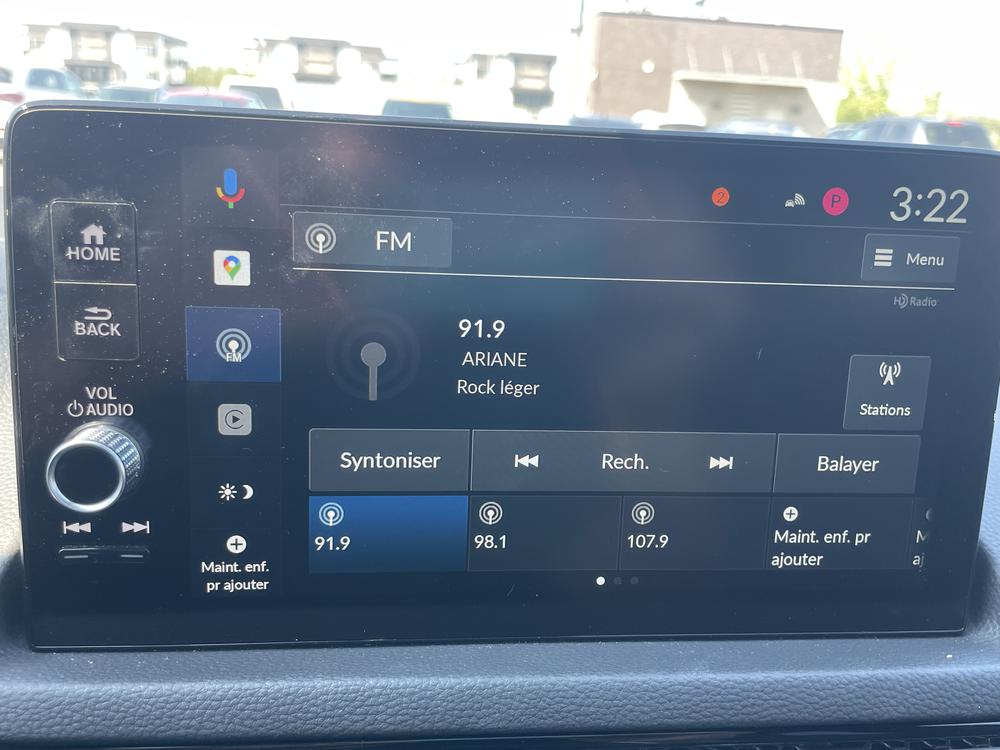 2
P
3:22
HOME
FM
Menu
HD Radio
BACK
91.9
ARIANE
FM
Rock léger
VOL
AUDIO
Stations
Syntoniser
Rech.
Balayer
91.9
98.1
107.9
Maint. enf. pr
ajouter
M
aj
Maint. enf.
pr ajouter